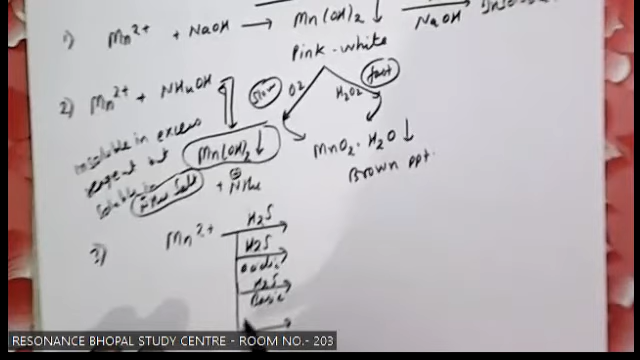 1) Mn2+ + NaOH → Mn(OH)2 ↓ → NaOH
Pink-white
2) Mn2+ + NH4OH
slow O2 H2O2 fast
insoluble in excess
reagent but
soluble in
NH4 salt
Mn(OH)2 ↓
+ NH4⊕
MnO2 . H2O ↓
Brown ppt.
3) Mn2+ H2S
H2S
acidic
H2S
Basic
RESONANCE BHOPAL STUDY CENTRE - ROOM NO.- 203